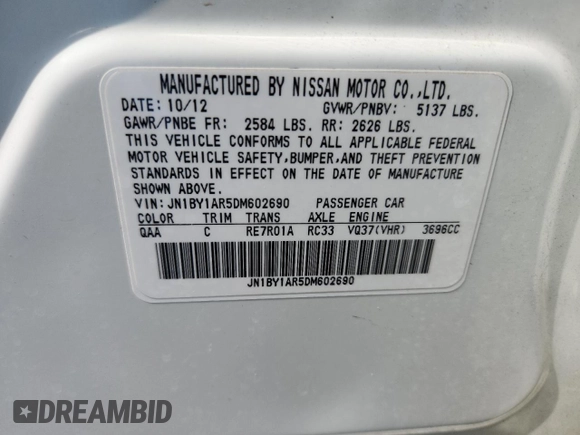 MANUFACTURED BY NISSAN MOTOR CO.,LTD.
DATE: 10/12 GVWR/PNBV: 5137 LBS.
GAWR/PNBE FR: 2584 LBS. RR: 2626 LBS.
THIS VEHICLE CONFORMS TO ALL APPLICABLE FEDERAL
MOTOR VEHICLE SAFETY,BUMPER,AND THEFT PREVENTION
STANDARDS IN EFFECT ON THE DATE OF MANUFACTURE
SHOWN ABOVE.
VIN: JN1BY1AR5DM602690 PASSENGER CAR
COLOR TRIM TRANS AXLE ENGINE
QAA C RE7R01A RC33 VQ37(VHR) 3696CC
JN1BY1AR5DM602690
DREAMBID